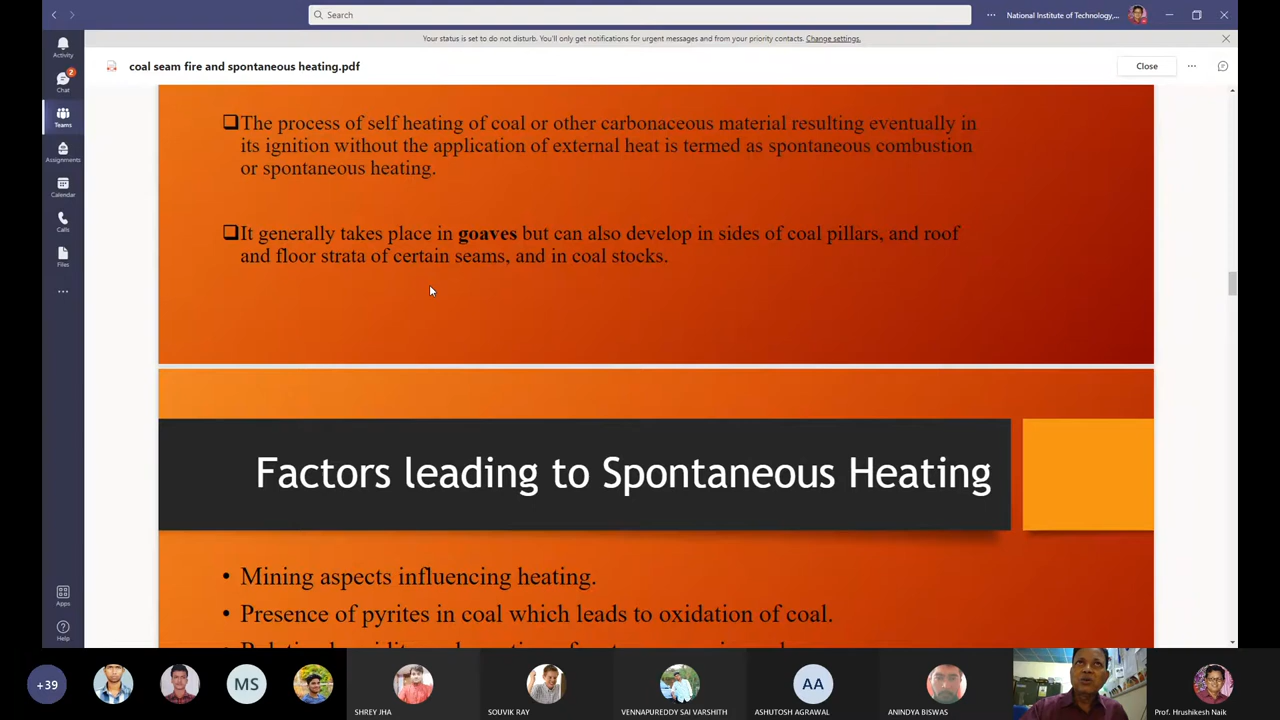 Search
National Institute of Technology,...
Your status is set to do not disturb. You'll only get notifications for urgent messages and from your priority contacts. Change settings.
coal seam fire and spontaneous heating.pdf
Close
Activity
2
Chat
Teams
Assignments
Calendar
Calls
Files
Apps
Help
The process of self heating of coal or other carbonaceous material resulting eventually in
its ignition without the application of external heat is termed as spontaneous combustion
or spontaneous heating.
It generally takes place in goaves but can also develop in sides of coal pillars, and roof
and floor strata of certain seams, and in coal stocks.
Factors leading to Spontaneous Heating
• Mining aspects influencing heating.
• Presence of pyrites in coal which leads to oxidation of coal.
+39
MS
SHREY JHA
SOUVIK RAY
VENNAPUREDDY SAI VARSHITH
AA
ASHUTOSH AGRAWAL
ANINDYA BISWAS
Prof. Hrushikesh Naik